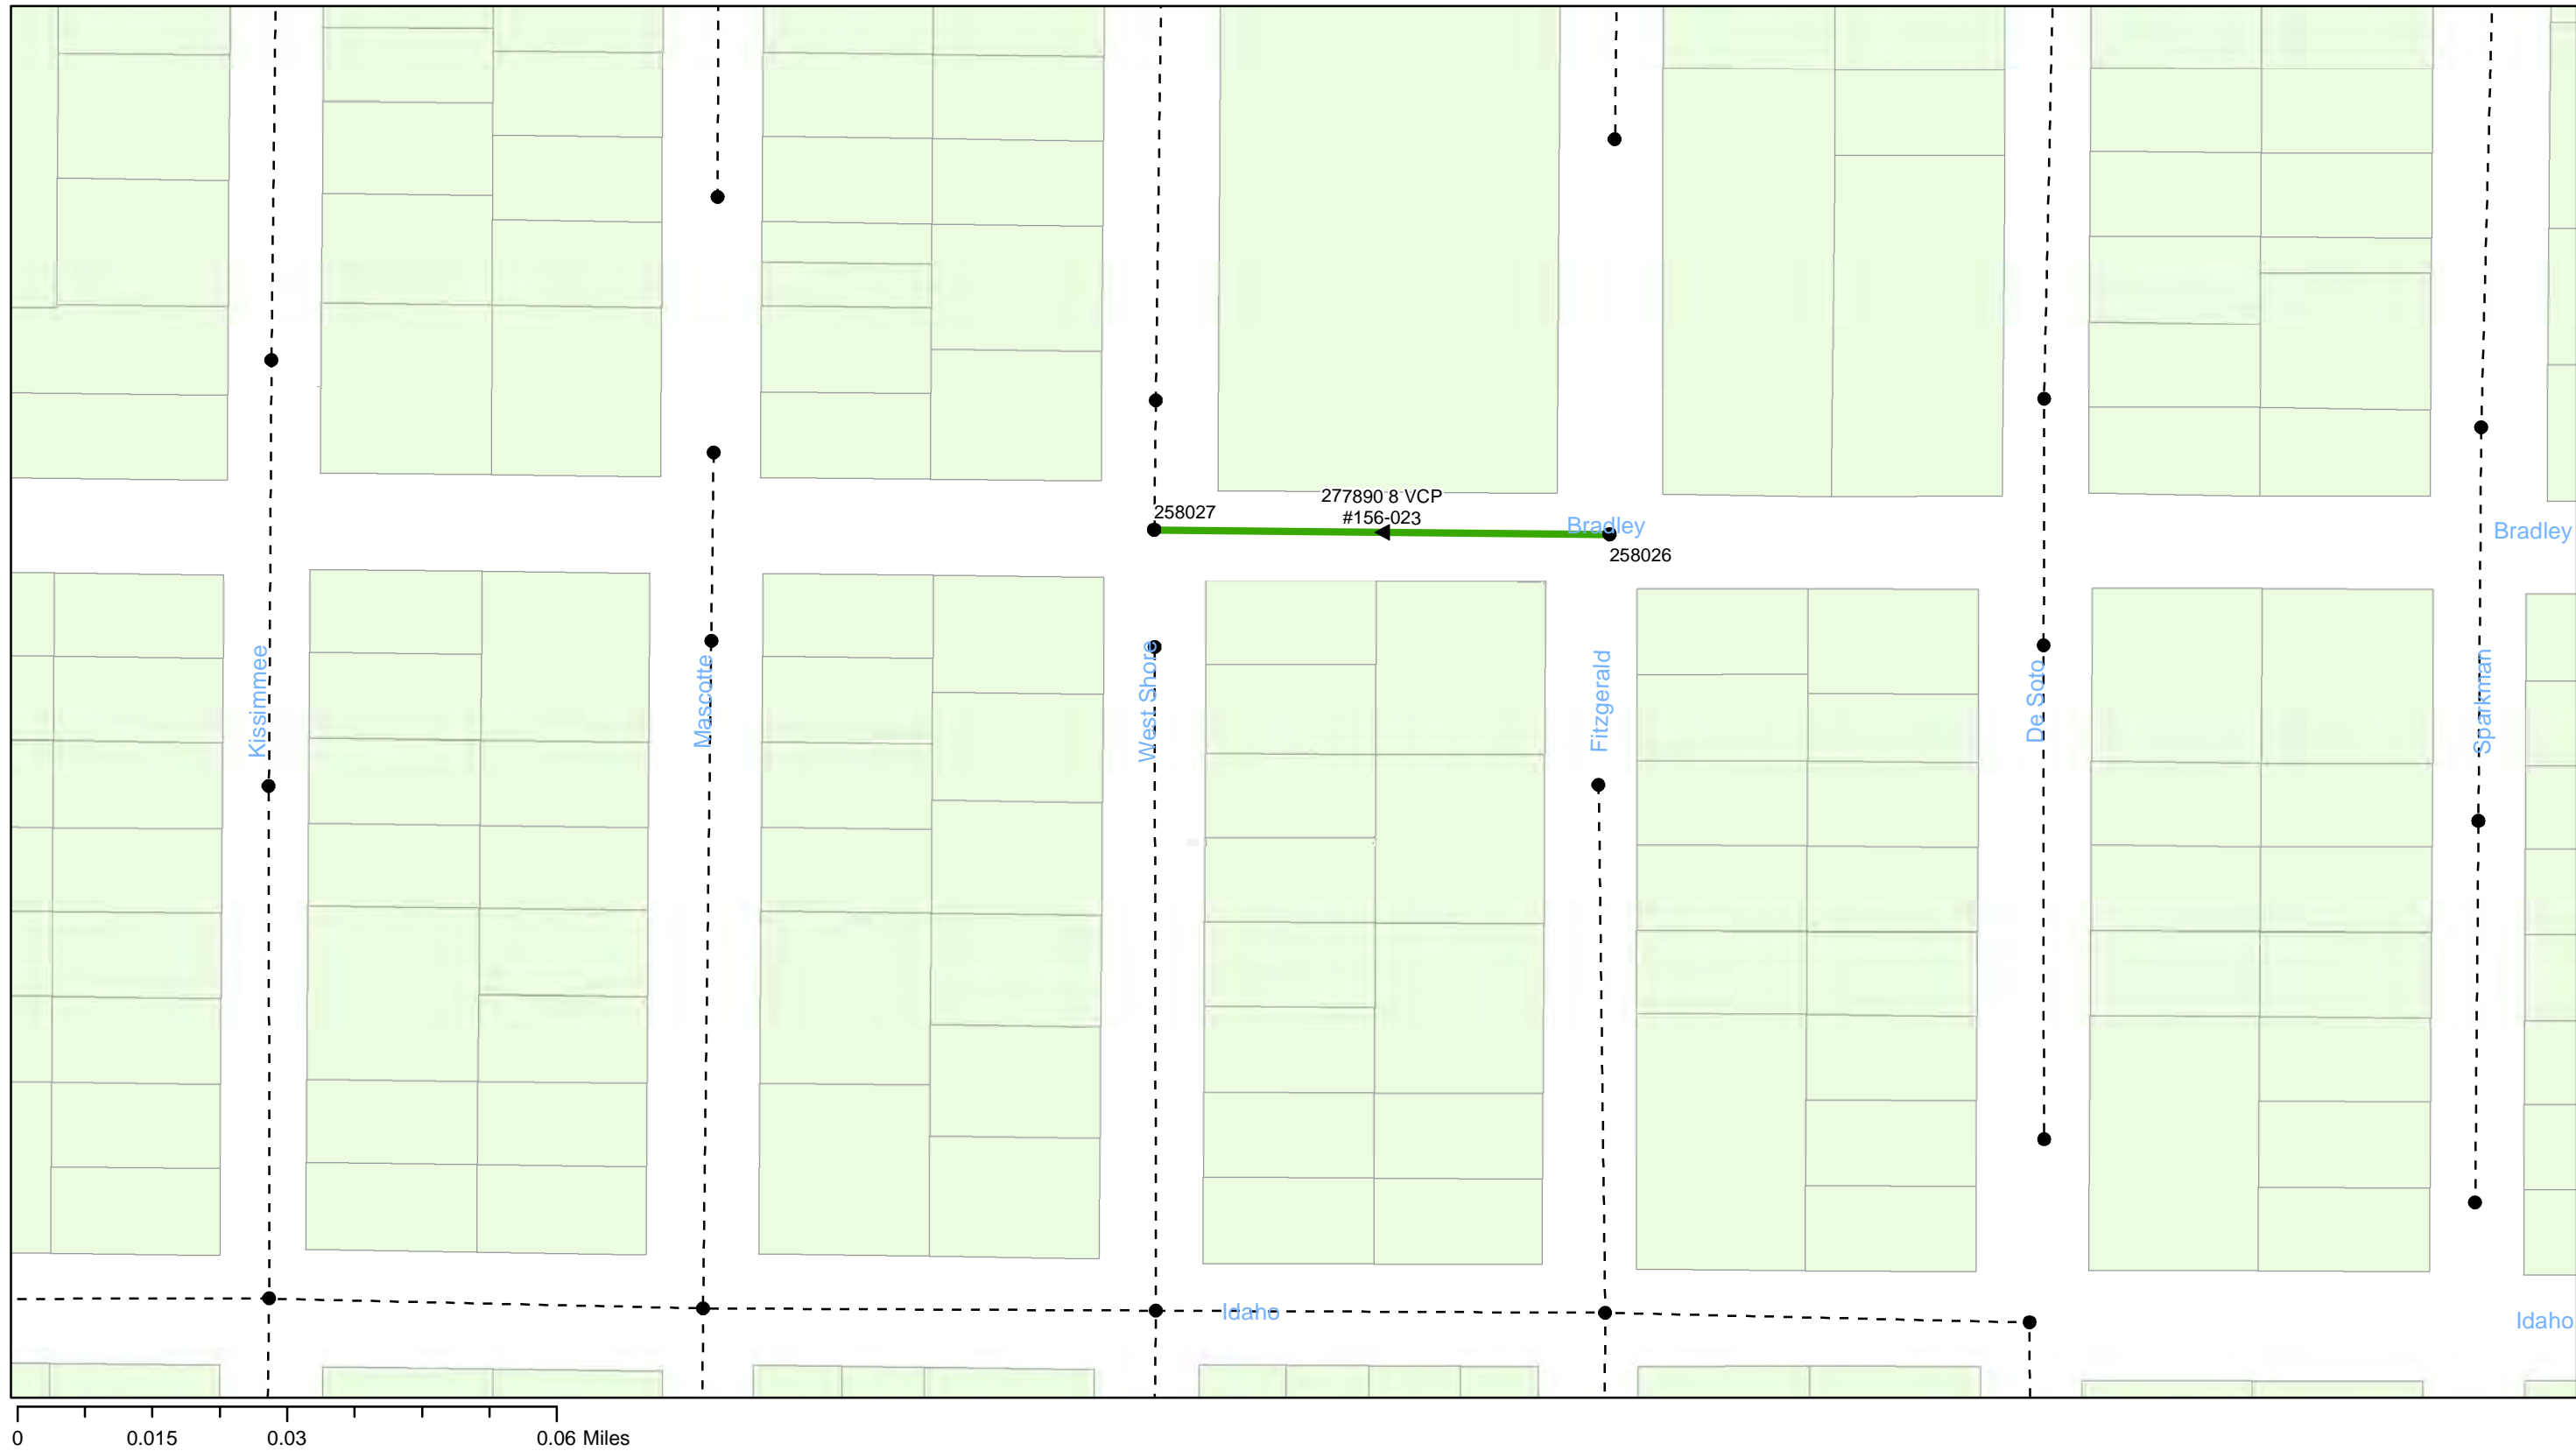 277890 8 VCP
#156-023
258027
Bradley
Bradley
258026
Kissimmee
Mascotte
West Shore
Fitzgerald
De Soto
Sparkman
Idaho
Idaho
0 0.015 0.03 0.06 Miles